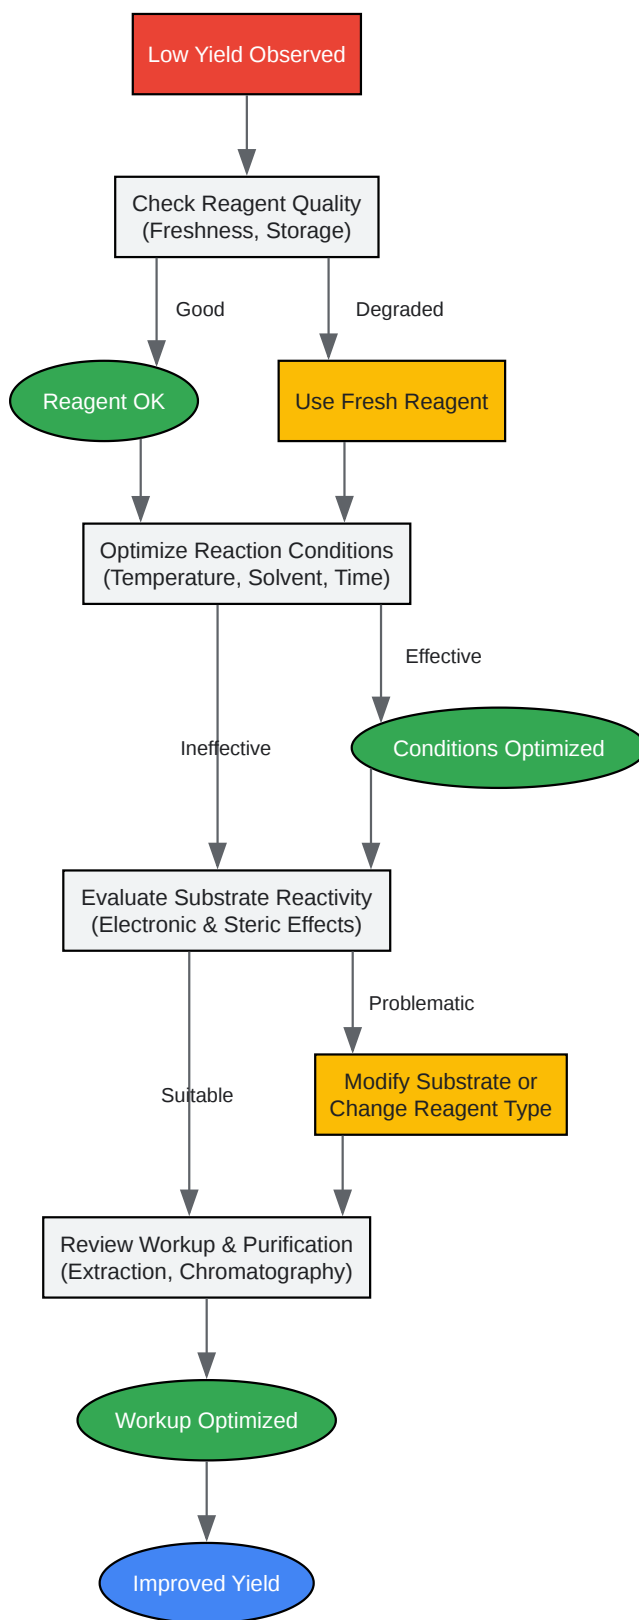 Low Yield Observed
Check Reagent Quality
(Freshness, Storage)
Good
Degraded
Reagent OK
Use Fresh Reagent
Optimize Reaction Conditions
(Temperature, Solvent, Time)
Effective
Ineffective
Conditions Optimized
Evaluate Substrate Reactivity
(Electronic & Steric Effects)
Problematic
Suitable
Modify Substrate or
Change Reagent Type
Review Workup & Purification
(Extraction, Chromatography)
Workup Optimized
Improved Yield